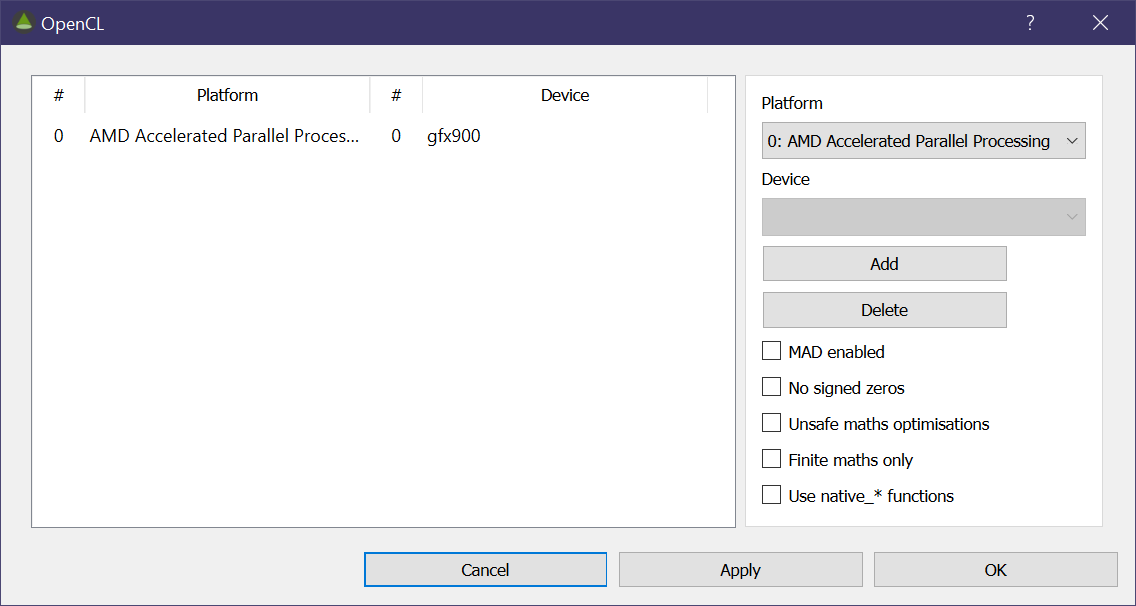 OpenCL
?
# Platform # Device
0 AMD Accelerated Parallel Proces... 0 gfx900
Platform
0: AMD Accelerated Parallel Processing
Device
Add
Delete
MAD enabled
No signed zeros
Unsafe maths optimisations
Finite maths only
Use native_* functions
Cancel Apply OK